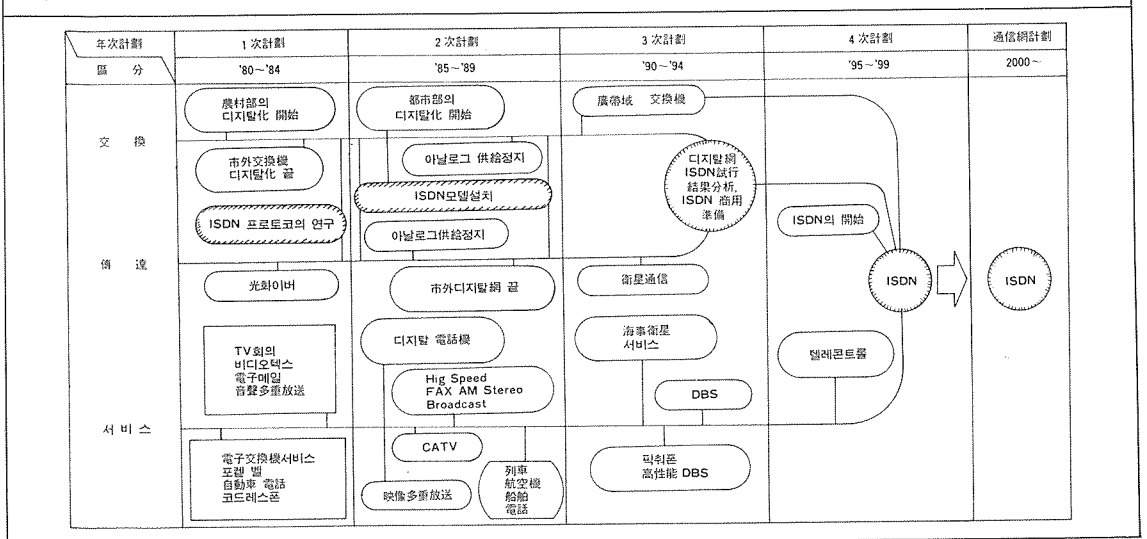 年次計劃
1 次計劃
2 次計劃
3 次計劃
4 次計劃
通信網計劃
區 分
'80~'84
'85~'89
'90~'94
'95~'99
2000~
交 換
農村部의
디지탈化 開始
市外交換機
디지탈化 끝
ISDN 프로토코의 연구
都市部의
디지탈化 開始
아날로그 供給정지
ISDN모델설치
아날로그供給정지
廣帶域 交換機
디지탈網
ISDN試行
結果分析,
ISDN 商用
準備
ISDN의 開始
ISDN
ISDN
傳 達
光화이버
市外디지탈網 끝
衛星通信
서 비 스
TV회의
비디오텍스
電子메일
音聲多重放送
電子交換機서비스
포켙 벨
自動車 電話
코드레스폰
디지탈 電話機
Hig Speed
FAX AM Stereo
Broadcast
CATV
映像多重放送
列車
航空機
船舶
電話
海事衛星
서비스
DBS
픽춰폰
高性能 DBS
텔레콘트롤